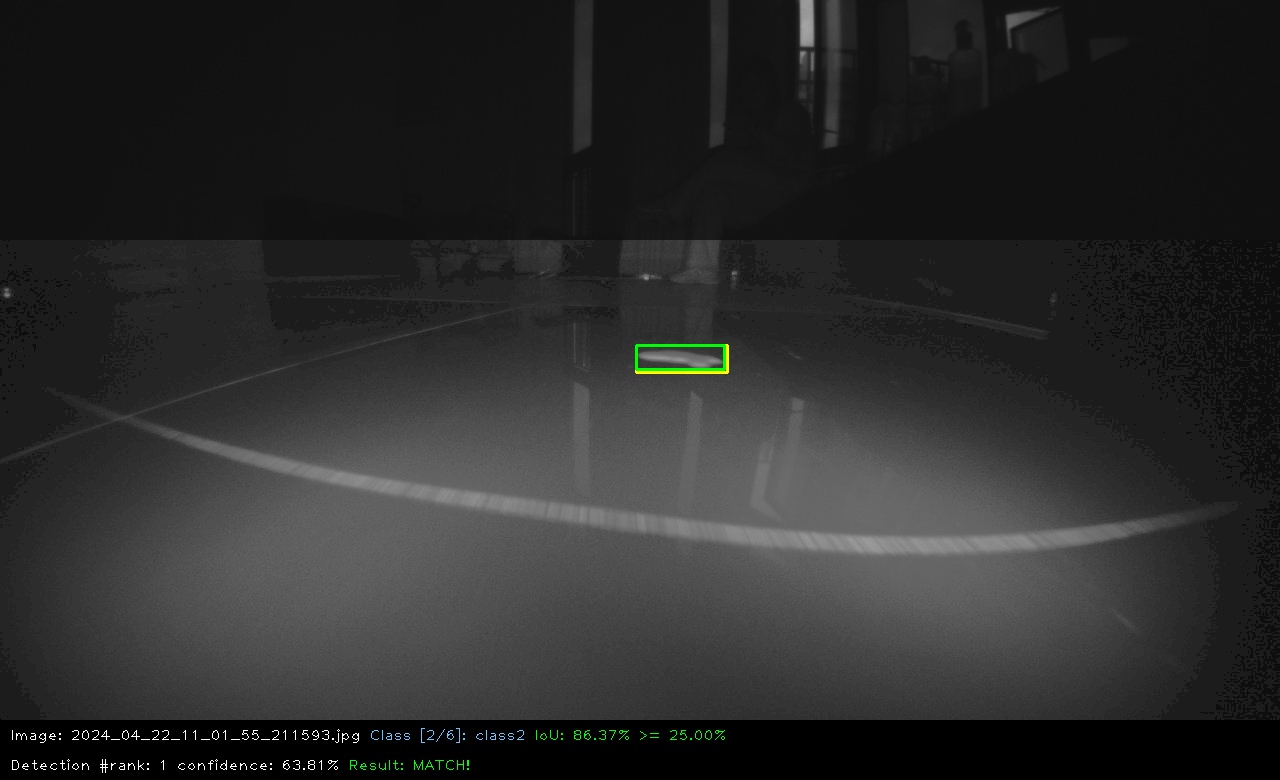 Image: 2024_04_22_11_01_55_211593.jpg Class [2/6]: class2 IoU: 86.37% >= 25.00%
Detection #rank: 1 confidence: 63.81% Result: MATCH!